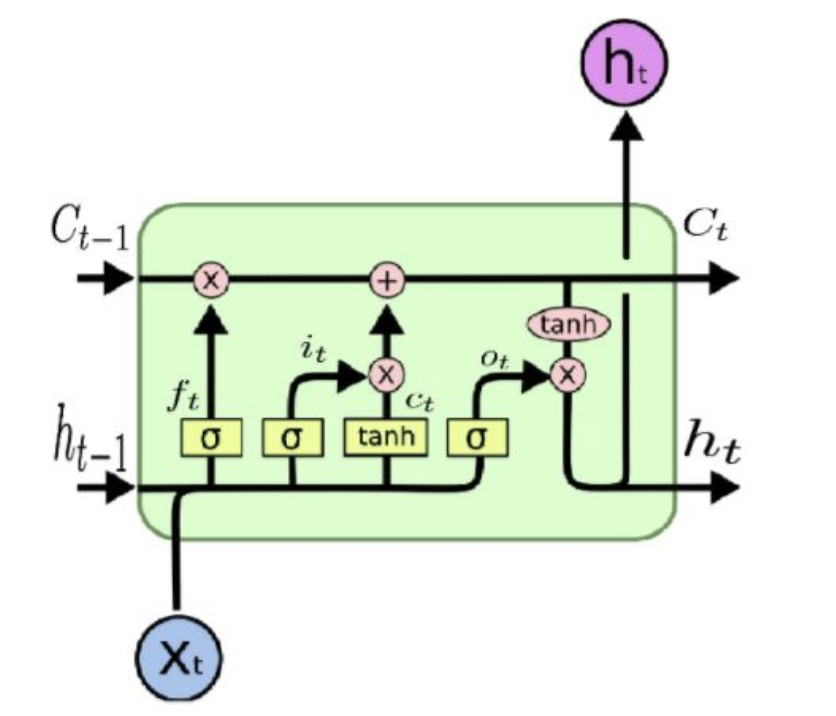 h_t
C_{t-1}
C_t
x
+
tanh
i_t
o_t
x
x
f_t
c_t
h_{t-1}
σ
σ
tanh
σ
h_t
X_t